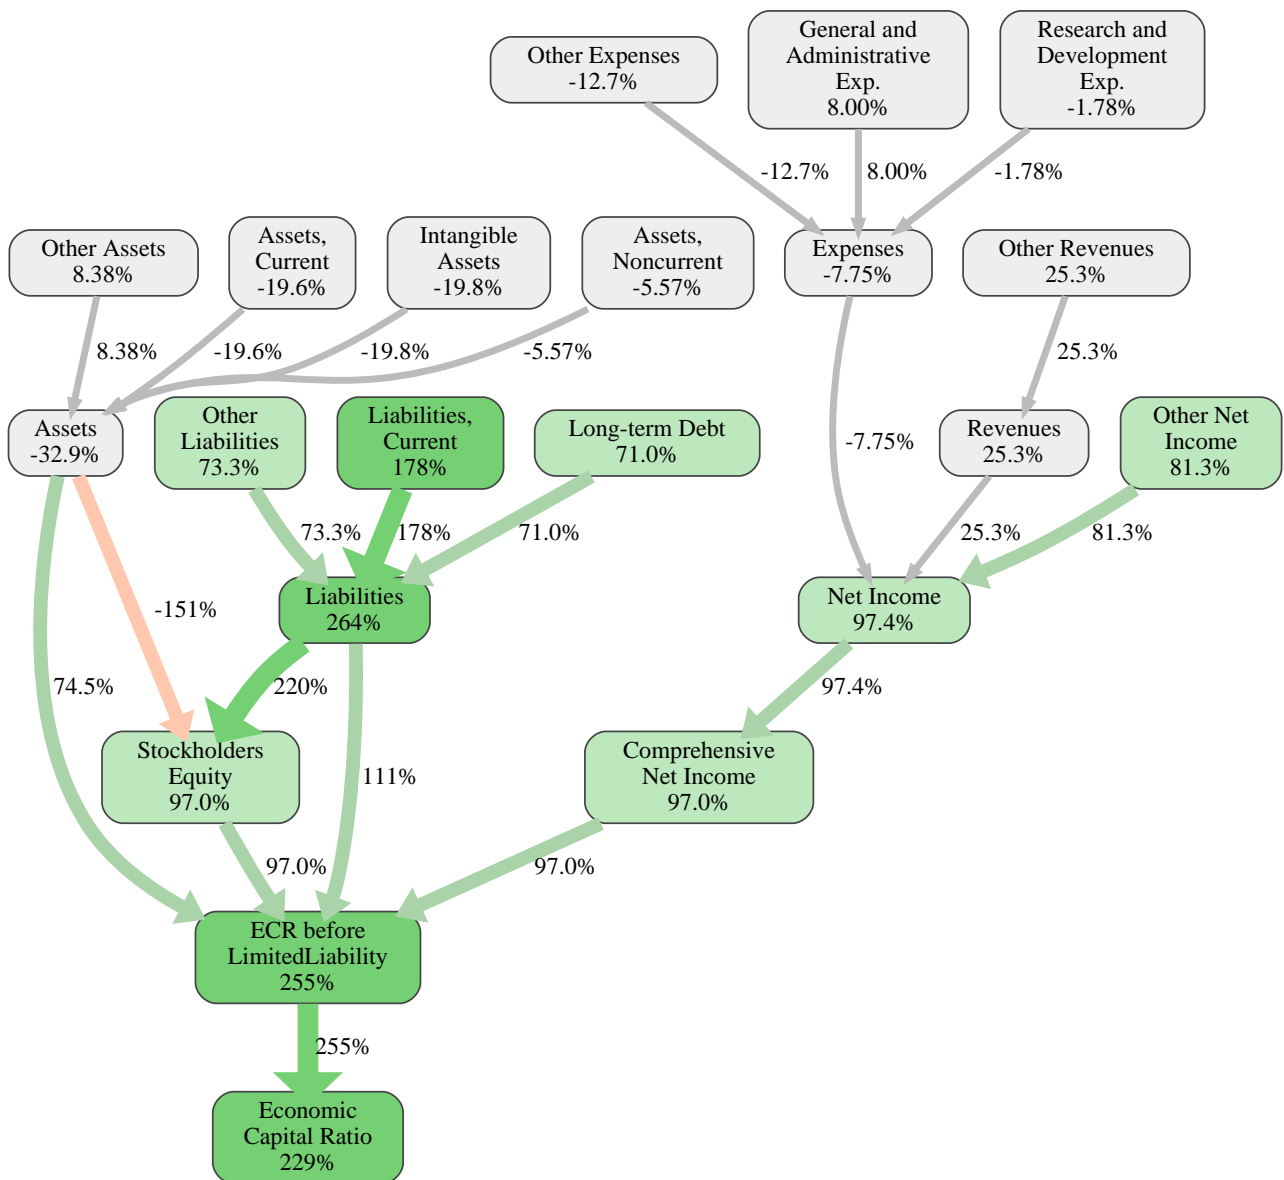 Other Expenses
-12.7%
General and
Administrative
Exp.
8.00%
Research and
Development
Exp.
-1.78%
-12.7%
8.00%
-1.78%
Other Assets
8.38%
Assets,
Current
-19.6%
Intangible
Assets
-19.8%
Assets,
Noncurrent
-5.57%
Expenses
-7.75%
Other Revenues
25.3%
8.38%
-19.6%
-19.8%
-5.57%
25.3%
Assets
-32.9%
Other
Liabilities
73.3%
Liabilities,
Current
178%
Long-term Debt
71.0%
-7.75%
Revenues
25.3%
Other Net
Income
81.3%
73.3%
178%
71.0%
25.3%
81.3%
Liabilities
264%
Net Income
97.4%
-151%
74.5%
220%
97.4%
Stockholders
Equity
97.0%
111%
Comprehensive
Net Income
97.0%
97.0%
97.0%
ECR before
LimitedLiability
255%
255%
Economic
Capital Ratio
229%